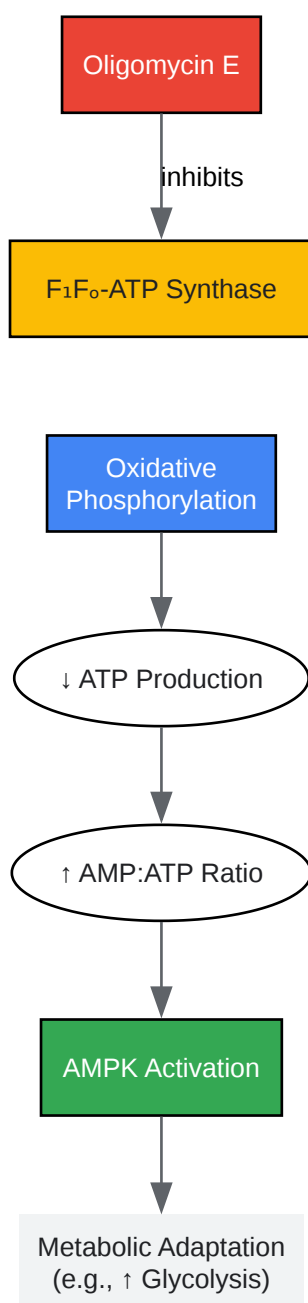 Oligomycin E
inhibits
F₁Fₒ-ATP Synthase
Oxidative
Phosphorylation
↓ ATP Production
↑ AMP:ATP Ratio
AMPK Activation
Metabolic Adaptation
(e.g., ↑ Glycolysis)